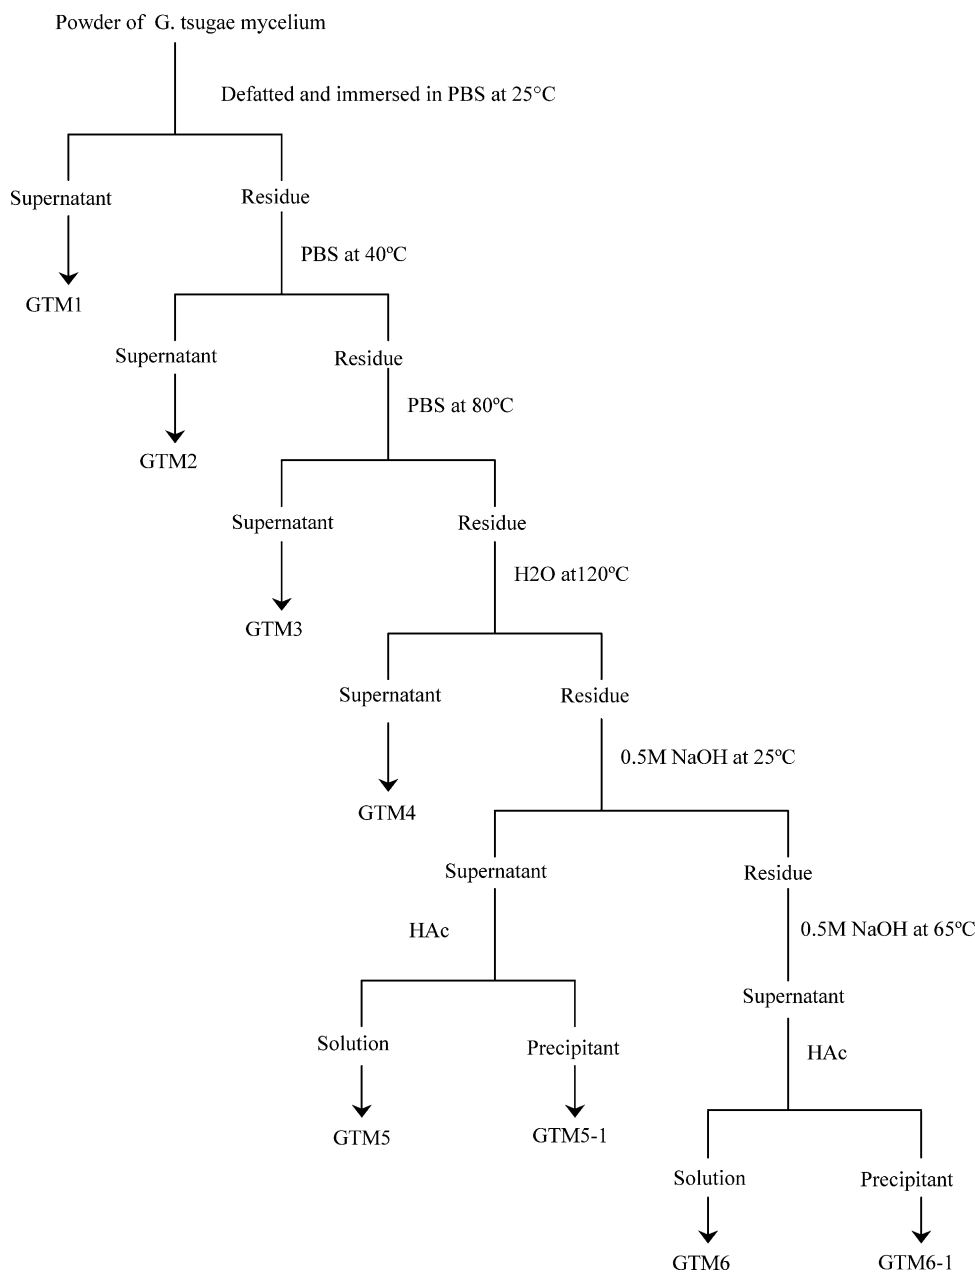 Powder of G. tsugae mycelium
Defatted and immersed in PBS at 25°C
Supernatant
Residue
PBS at 40ºC
GTM1
Supernatant
Residue
PBS at 80ºC
GTM2
Supernatant
Residue
H2O at120ºC
GTM3
Supernatant
Residue
0.5M NaOH at 25ºC
GTM4
Supernatant
Residue
HAc
0.5M NaOH at 65ºC
Supernatant
Solution
Precipitant
HAc
GTM5
GTM5-1
Solution
Precipitant
GTM6
GTM6-1